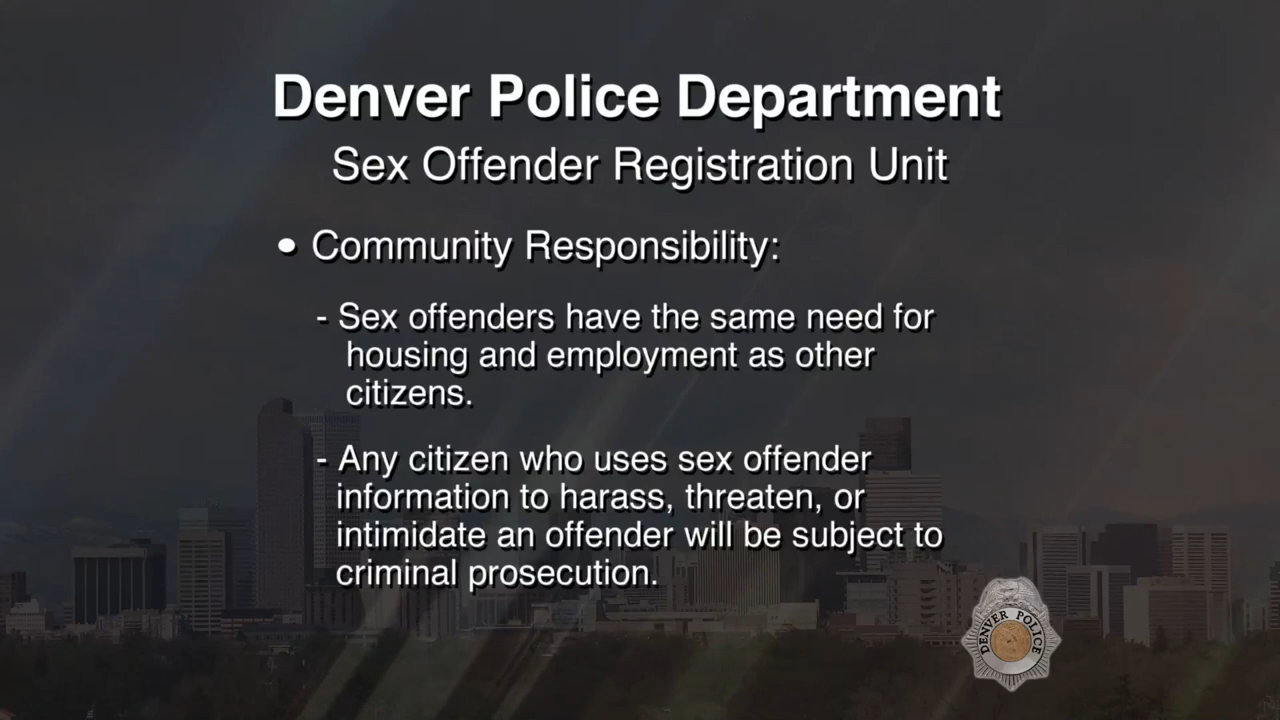 Denver Police Department
Sex Offender Registration Unit
• Community Responsibility:
- Sex offenders have the same need for
housing and employment as other
citizens.
- Any citizen who uses sex offender
information to harass, threaten, or
intimidate an offender will be subject to
criminal prosecution.
DENVER POLICE